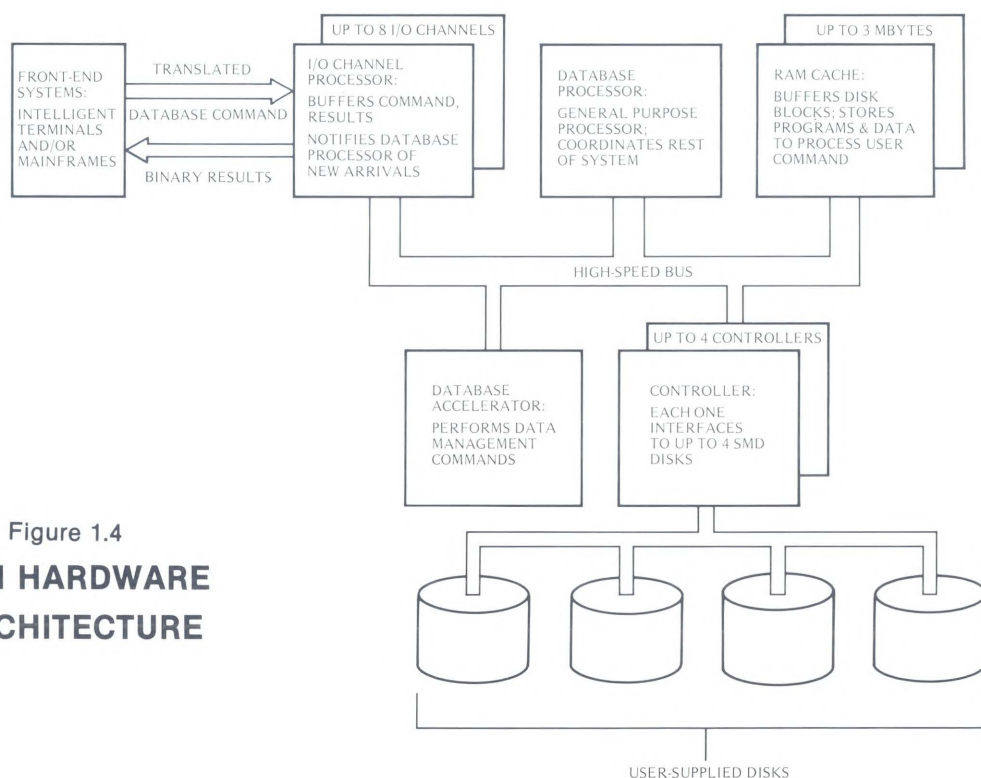 UP TO 8 I/O CHANNELS
UP TO 3 MBYTES
FRONT-END
SYSTEMS:
INTELLIGENT
TERMINALS
AND/OR
MAINFRAMES
TRANSLATED
DATABASE COMMAND
BINARY RESULTS
I/O CHANNEL
PROCESSOR:
BUFFERS COMMAND,
RESULTS
NOTIFIES DATABASE
PROCESSOR OF
NEW ARRIVALS
DATABASE
PROCESSOR:
GENERAL PURPOSE
PROCESSOR;
COORDINATES REST
OF SYSTEM
RAM CACHE:
BUFFERS DISK
BLOCKS; STORES
PROGRAMS & DATA
TO PROCESS USER
COMMAND
HIGH-SPEED BUS
UP TO 4 CONTROLLERS
DATABASE
ACCELERATOR:
PERFORMS DATA
MANAGEMENT
COMMANDS
CONTROLLER:
EACH ONE
INTERFACES
TO UP TO 4 SMD
DISKS
Figure 1.4
HARDWARE
CHITECTURE
USER-SUPPLIED DISKS